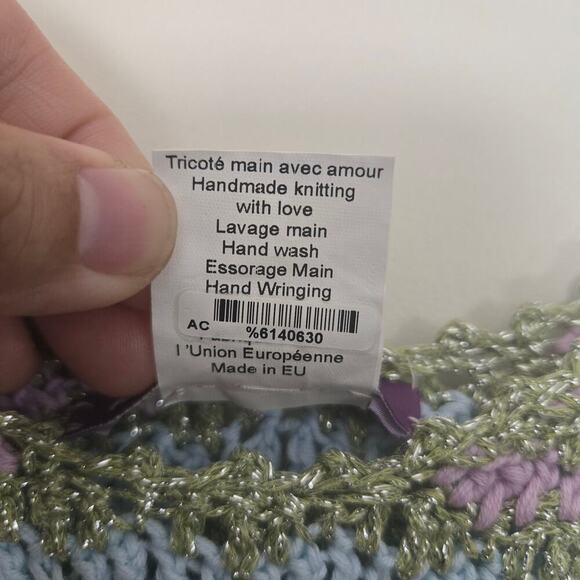 Tricoté main avec amour
Handmade knitting
with love
Lavage main
Hand wash
Essorage Main
Hand Wringing
AC %6140630
l 'Union Européenne
Made in EU